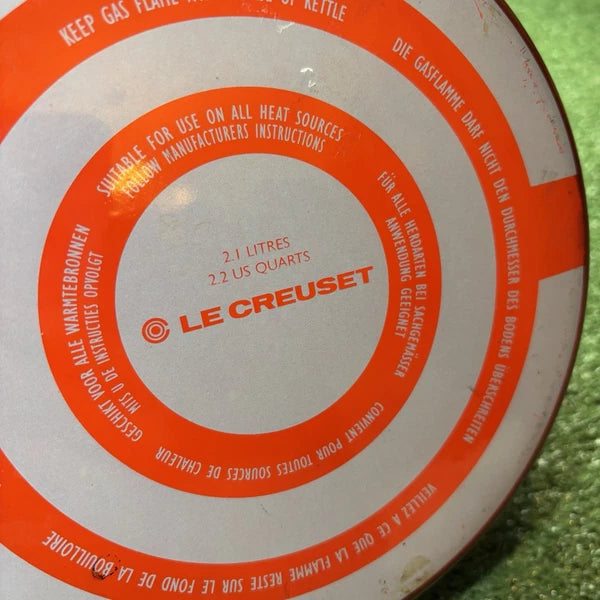 KEEP GAS FLAME OF KETTLE
DIE GASFLAMME DARF NICHT DEN DURCHMESSER DES BODENS ÜBERSCHREITEN
VEILLEZ A CE QUE LA FLAMME RESTE SUR LE FOND DE LA BOUILLOIRE
SUITABLE FOR USE ON ALL HEAT SOURCES
FOLLOW MANUFACTURERS INSTRUCTIONS
FÜR ALLE HERDARTEN BEI SACHGEMÄSSER
ANWENDUNG GEEIGNET
CONVIENT POUR TOUTES SOURCES DE CHALEUR
GESCHIKT VOOR ALLE WARMTEBRONNEN
MITS U DE INSTRUCTIES OPVOLGT
2.1 LITRES
2.2 US QUARTS
LE CREUSET